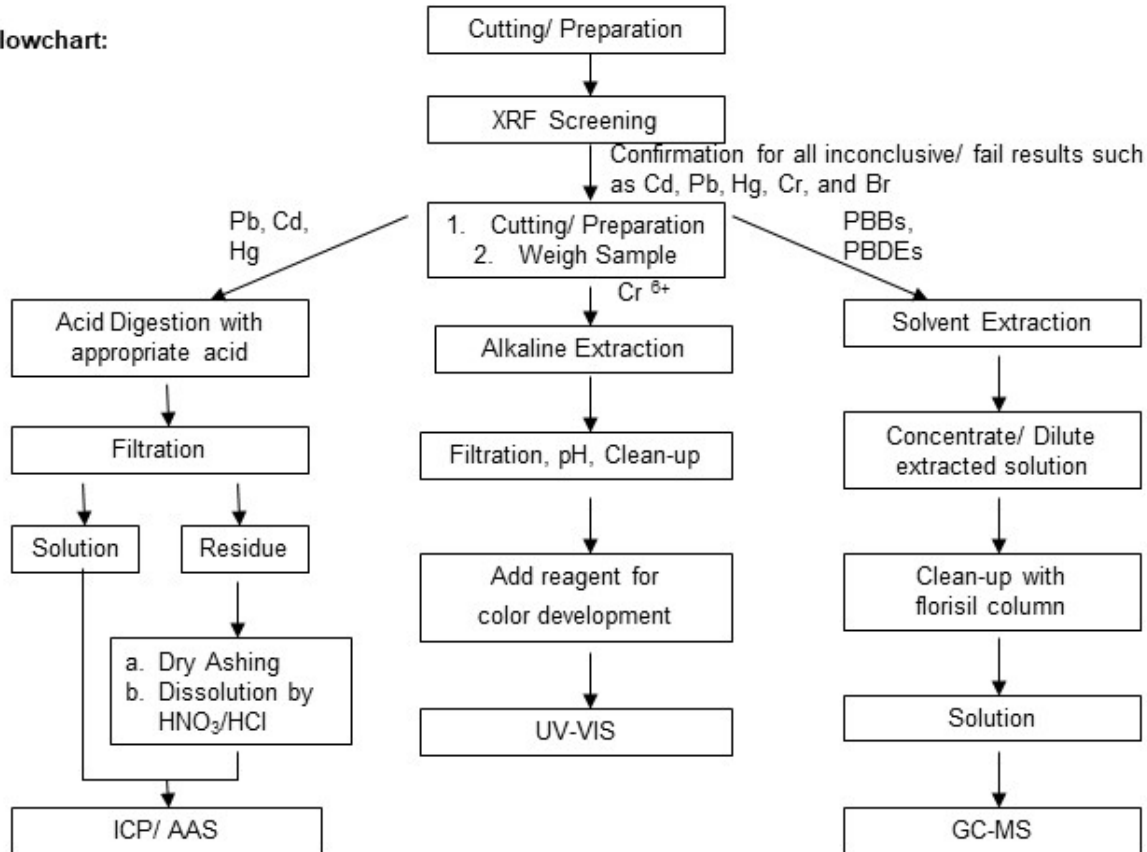 lowchart:
Cutting/ Preparation
XRF Screening
Confirmation for all inconclusive/ fail results such
as Cd, Pb, Hg, Cr, and Br
Pb, Cd,
Hg
1. Cutting/ Preparation
2. Weigh Sample
PBBs,
PBDEs
Cr ⁶⁺
Acid Digestion with
appropriate acid
Filtration
Solution
Residue
a. Dry Ashing
b. Dissolution by
HNO₃/HCl
ICP/ AAS
Alkaline Extraction
Filtration, pH, Clean-up
Add reagent for
color development
UV-VIS
Solvent Extraction
Concentrate/ Dilute
extracted solution
Clean-up with
florisil column
Solution
GC-MS